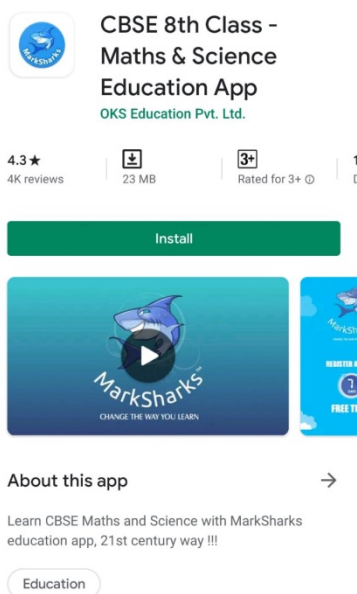 MarkSharks
CBSE 8th Class -
Maths & Science
Education App
OKS Education Pvt. Ltd.
4.3★
4K reviews
23 MB
3+
Rated for 3+
Install
MarkSharks
CHANGE THE WAY YOU LEARN
About this app
Learn CBSE Maths and Science with MarkSharks
education app, 21st century way !!!
Education